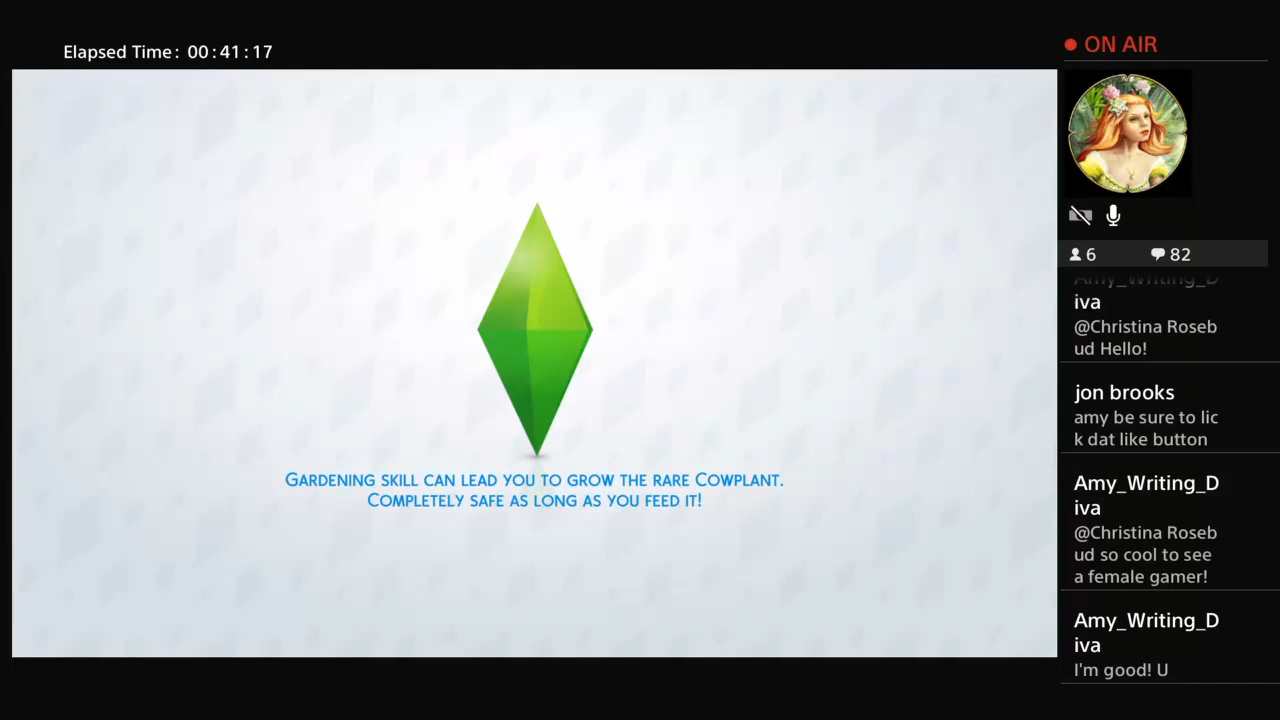 Elapsed Time: 00:41:17
ON AIR
6 82
Amy_Writing_D
iva
@Christina Roseb
ud Hello!
jon brooks
amy be sure to lic
k dat like button
Amy_Writing_D
iva
@Christina Roseb
ud so cool to see
a female gamer!
Amy_Writing_D
iva
I'm good! U
Gardening skill can lead you to grow the rare Cowplant.
Completely safe as long as you feed it!